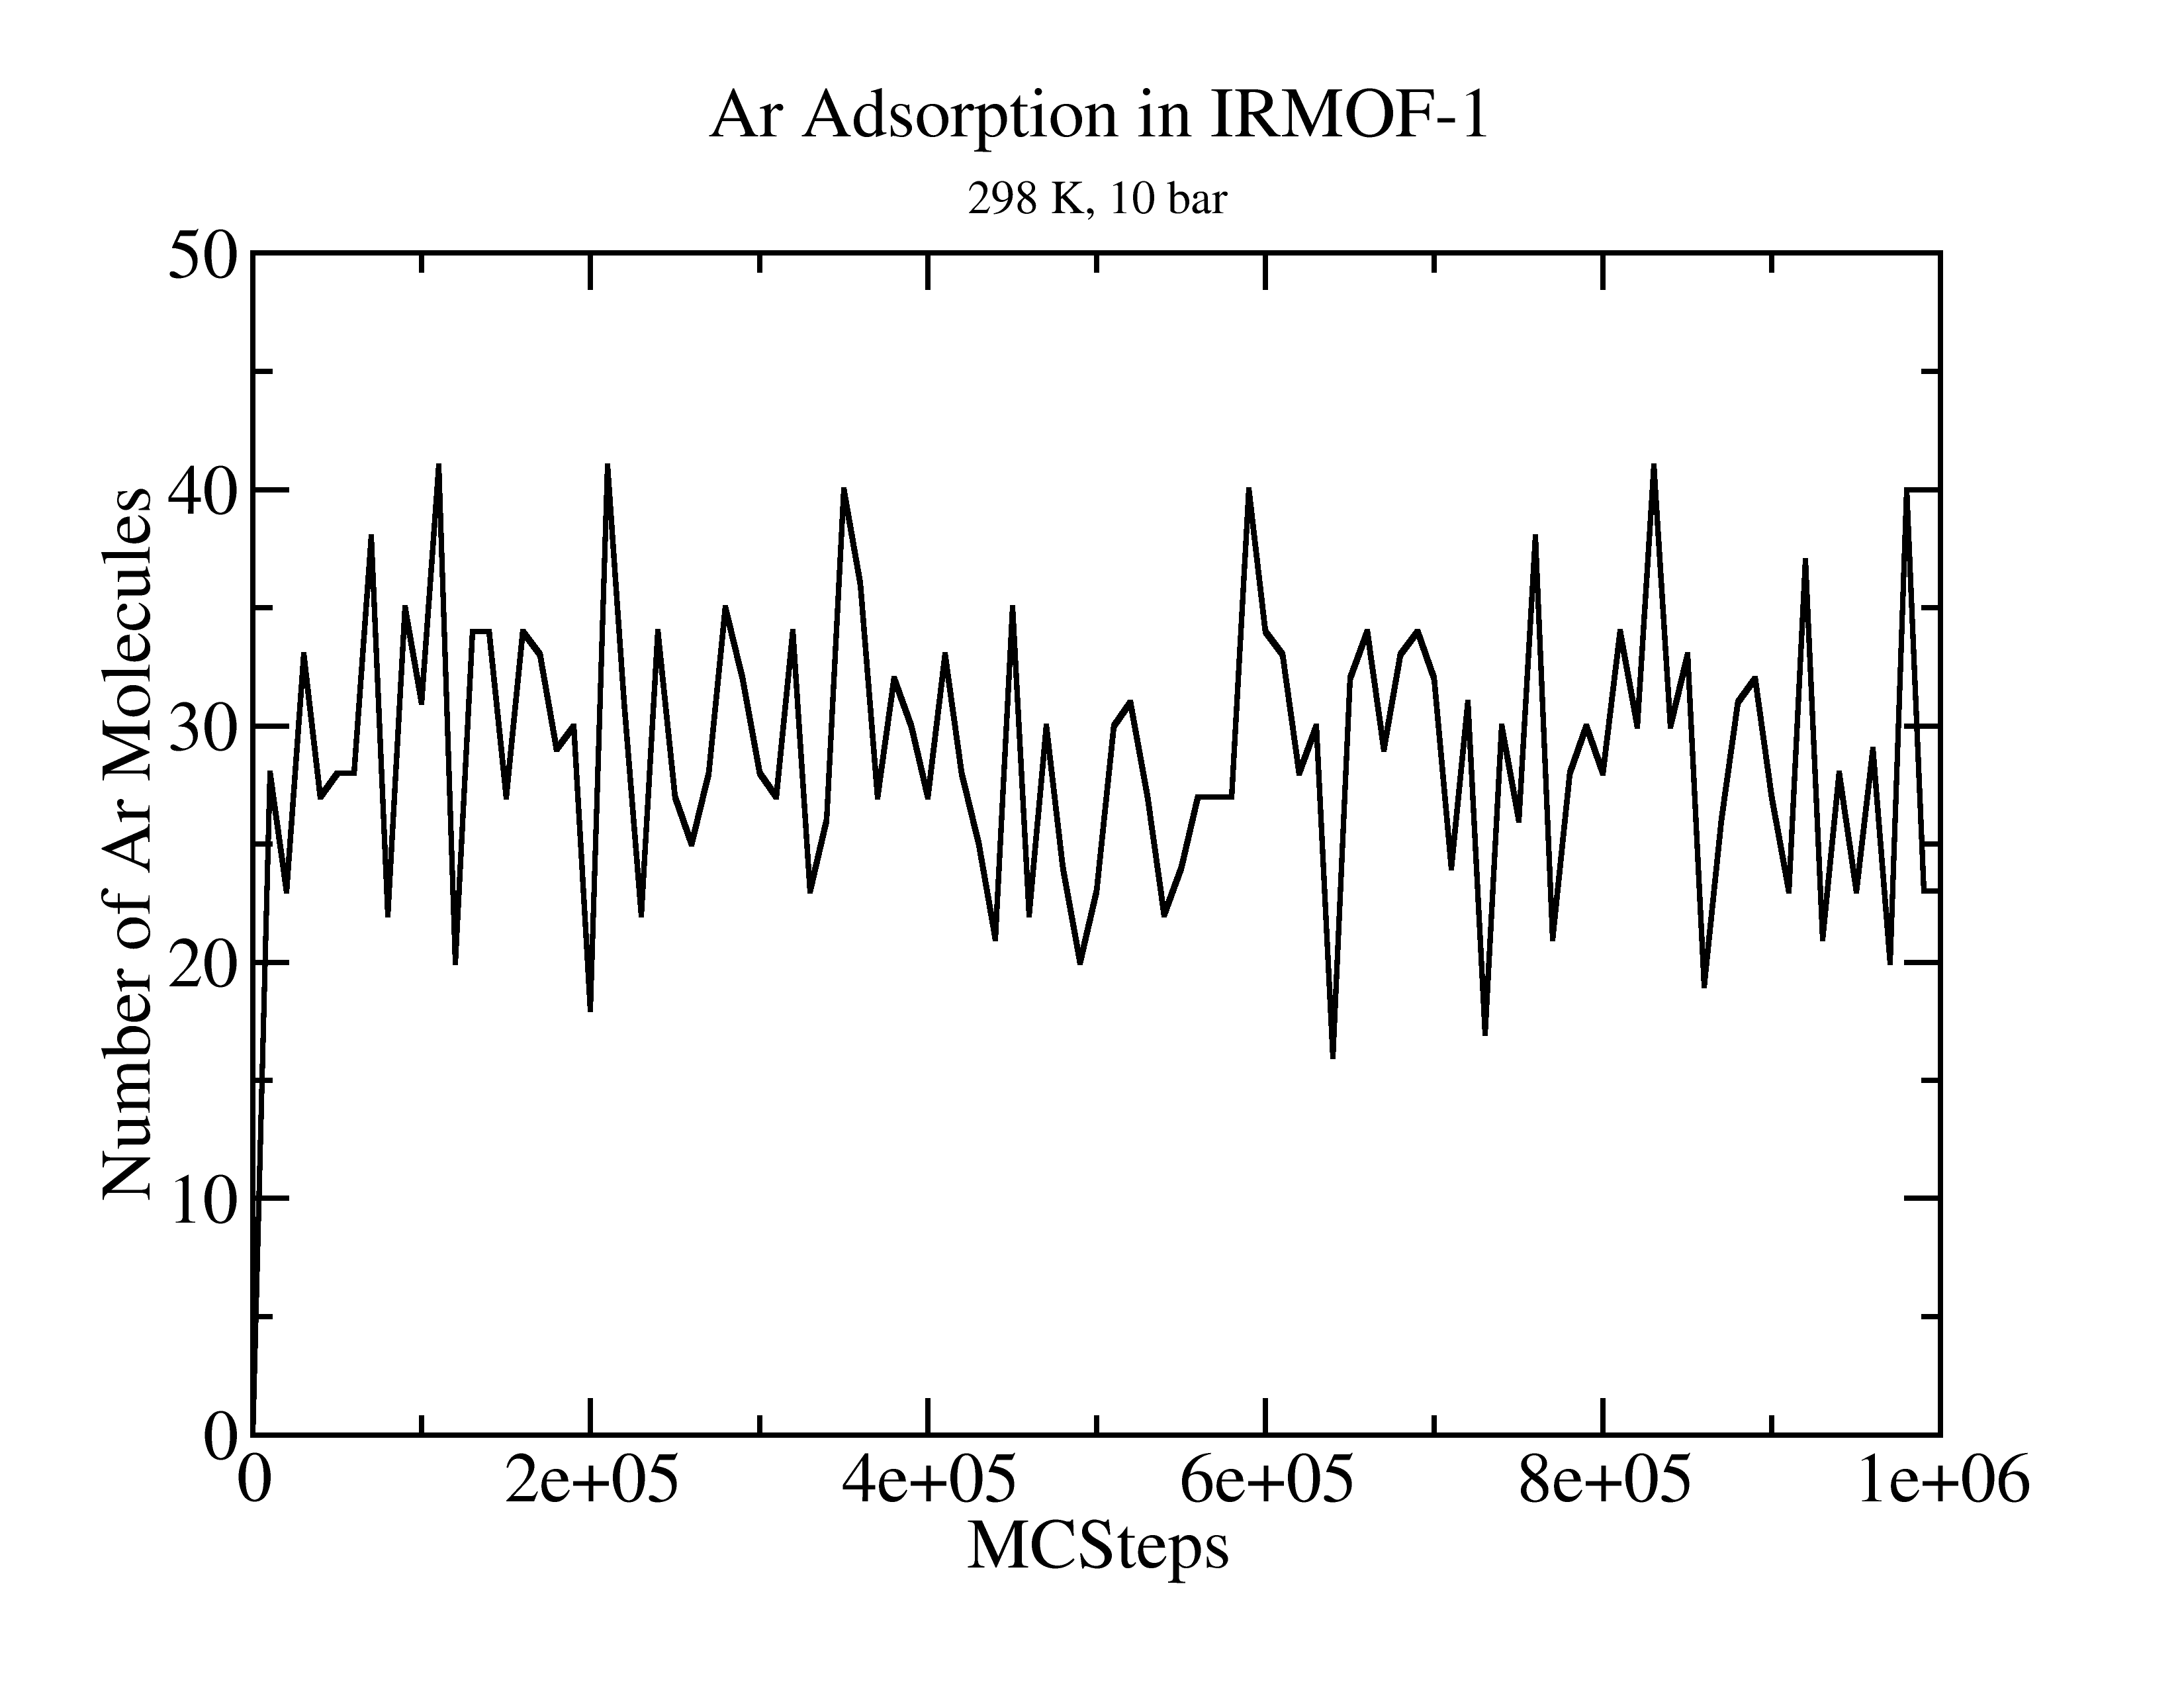 Ar Adsorption in IRMOF-1
298 K, 10 bar
50
40
30
20
10
0
Number of Ar Molecules
0 2e+05 4e+05 6e+05 8e+05 1e+06
MCSteps